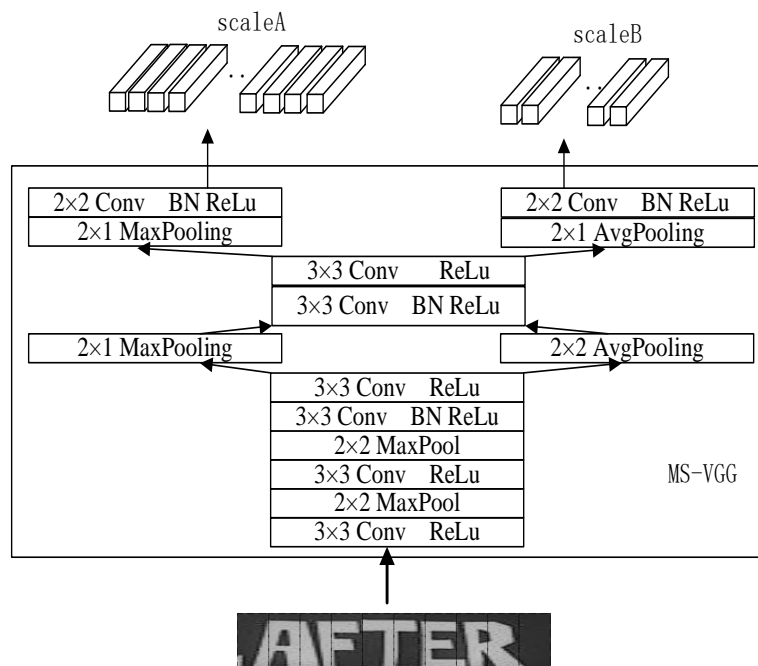 scaleA
scaleB
2×2 Conv BN ReLu
2×1 MaxPooling
2×2 Conv BN ReLu
2×1 AvgPooling
3×3 Conv ReLu
3×3 Conv BN ReLu
2×1 MaxPooling
2×2 AvgPooling
3×3 Conv ReLu
3×3 Conv BN ReLu
2×2 MaxPool
3×3 Conv ReLu
2×2 MaxPool
3×3 Conv ReLu
MS-VGG
AFTER